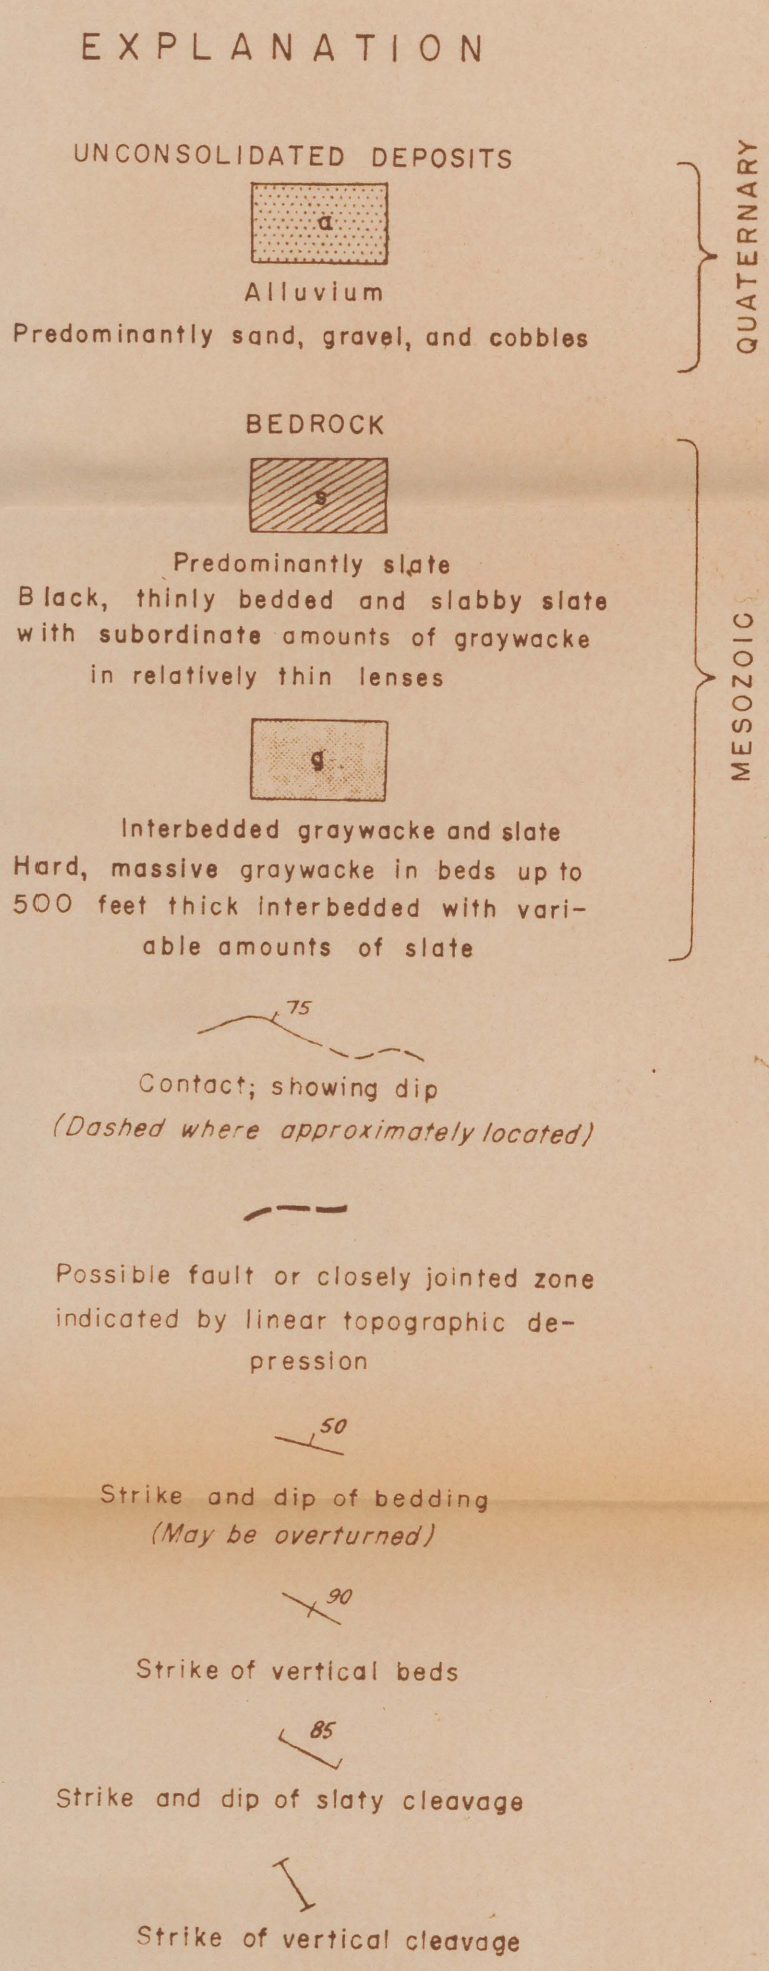 EXPLANATION
UNCONSOLIDATED DEPOSITS
a
Alluvium
Predominantly sand, gravel, and cobbles
QUATERNARY
BEDROCK
s
Predominantly slate
Black, thinly bedded and slabby slate
with subordinate amounts of graywacke
in relatively thin lenses
g
Interbedded graywacke and slate
Hard, massive graywacke in beds up to
500 feet thick interbedded with vari-
able amounts of slate
MESOZOIC
75
Contact; showing dip
(Dashed where approximately located)
Possible fault or closely jointed zone
indicated by linear topographic de-
pression
50
Strike and dip of bedding
(May be overturned)
90
Strike of vertical beds
85
Strike and dip of slaty cleavage
Strike of vertical cleavage